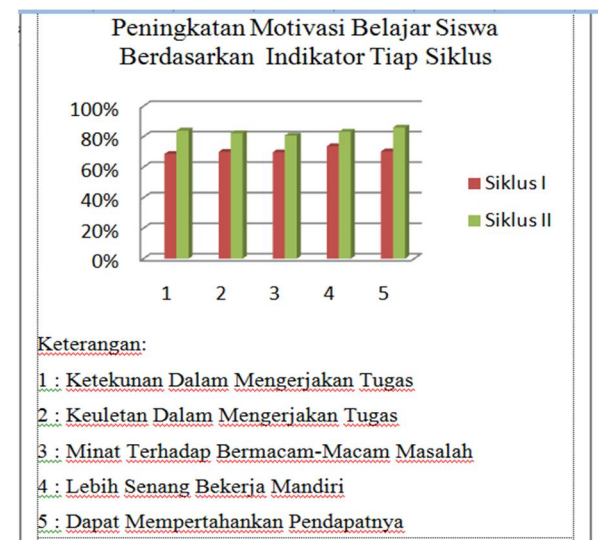 Peningkatan Motivasi Belajar Siswa
Berdasarkan Indikator Tiap Siklus
100%
80%
60%
40%
20%
0%
1 2 3 4 5
Siklus I
Siklus II
Keterangan:
1 : Ketekunan Dalam Mengerjakan Tugas
2 : Keuletan Dalam Mengerjakan Tugas
3 : Minat Terhadap Bermacam-Macam Masalah
4 : Lebih Senang Bekerja Mandiri
5 : Dapat Mempertahankan Pendapatnya